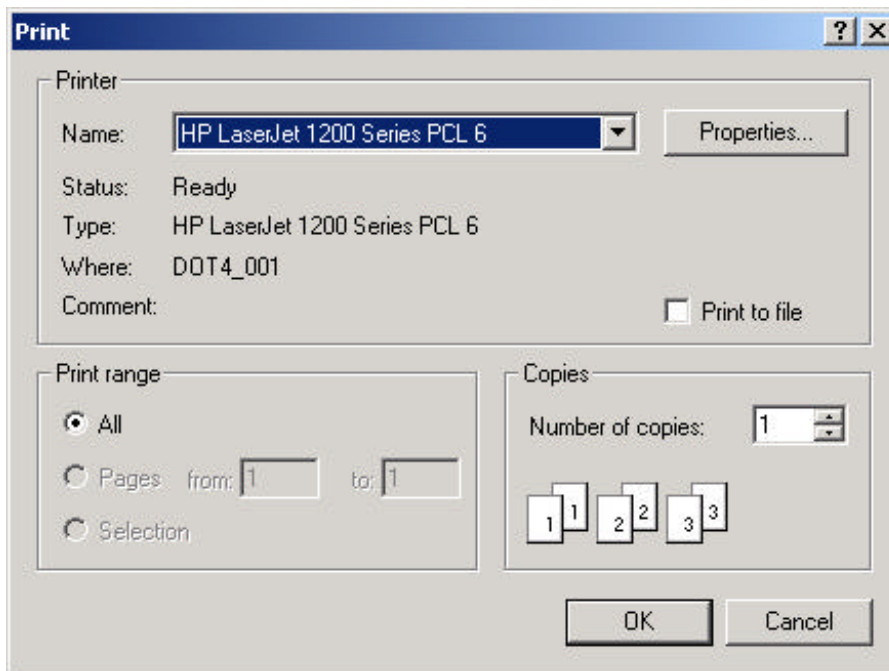 Print
Printer
Name: HP LaserJet 1200 Series PCL 6 Properties...
Status: Ready
Type: HP LaserJet 1200 Series PCL 6
Where: DOT4_001
Comment:
Print to file
Print range
All
Pages from: 1 to: 1
Selection
Copies
Number of copies: 1
1 1 2 2 3 3
OK Cancel